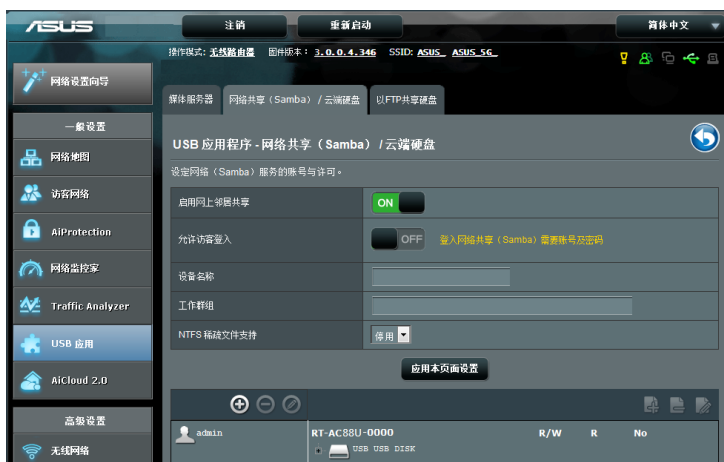 ASUS 注销 重新启动 简体中文
操作模式: 无线路由器 固件版本: 3.0.0.4.346 SSID: ASUS_ ASUS_5G_
网络设置向导
媒体服务器 网络共享（Samba）/ 云端硬盘 以FTP共享硬盘
一般设置
USB 应用程序 - 网络共享（Samba）/ 云端硬盘
网络地图
设定网络（Samba）服务的账号与许可。
访客网络
启用网上邻居共享 ON
AiProtection
允许访客登入 OFF 登入网络共享（Samba）需要账号及密码
网络监控家
设备名称
Traffic Analyzer
工作群组
USB 应用
NTFS 稀疏文件支持 停用
AiCloud 2.0
应用本页面设置
高级设置
admin RT-AC88U-0000 R/W R No
无线网络
USB USB DISK